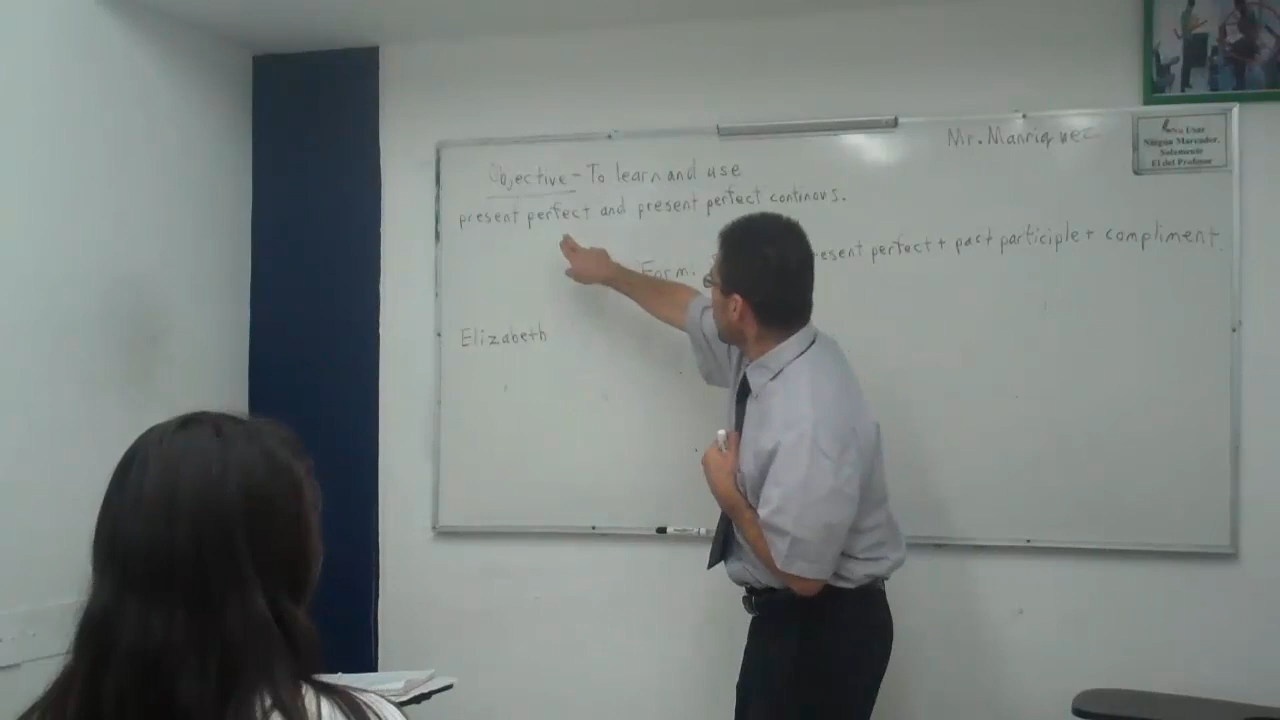 Mr. Manriquez
No Usar
Ningun Marcador,
Solamente
El del Profesor
Objective - To learn and use
present perfect and present perfect continous.
Form: present perfect + past participle + compliment
Elizabeth